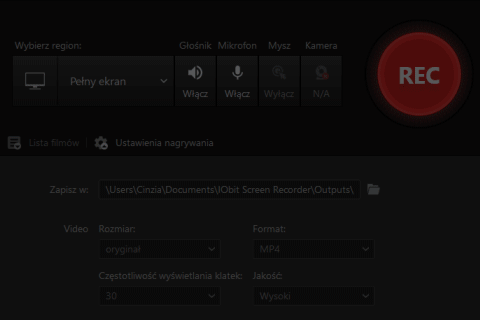 Wybierz region:
Głośnik Mikrofon Mysz Kamera
Pełny ekran
REC
Włącz Włącz Wyłącz N/A
Lista filmów Ustawienia nagrywania
Zapisz w: \Users\Cinzia\Documents\IObit Screen Recorder\Outputs\
Video Rozmiar: Format:
oryginał MP4
Częstotliwość wyświetlania klatek: Jakość:
30 Wysoki